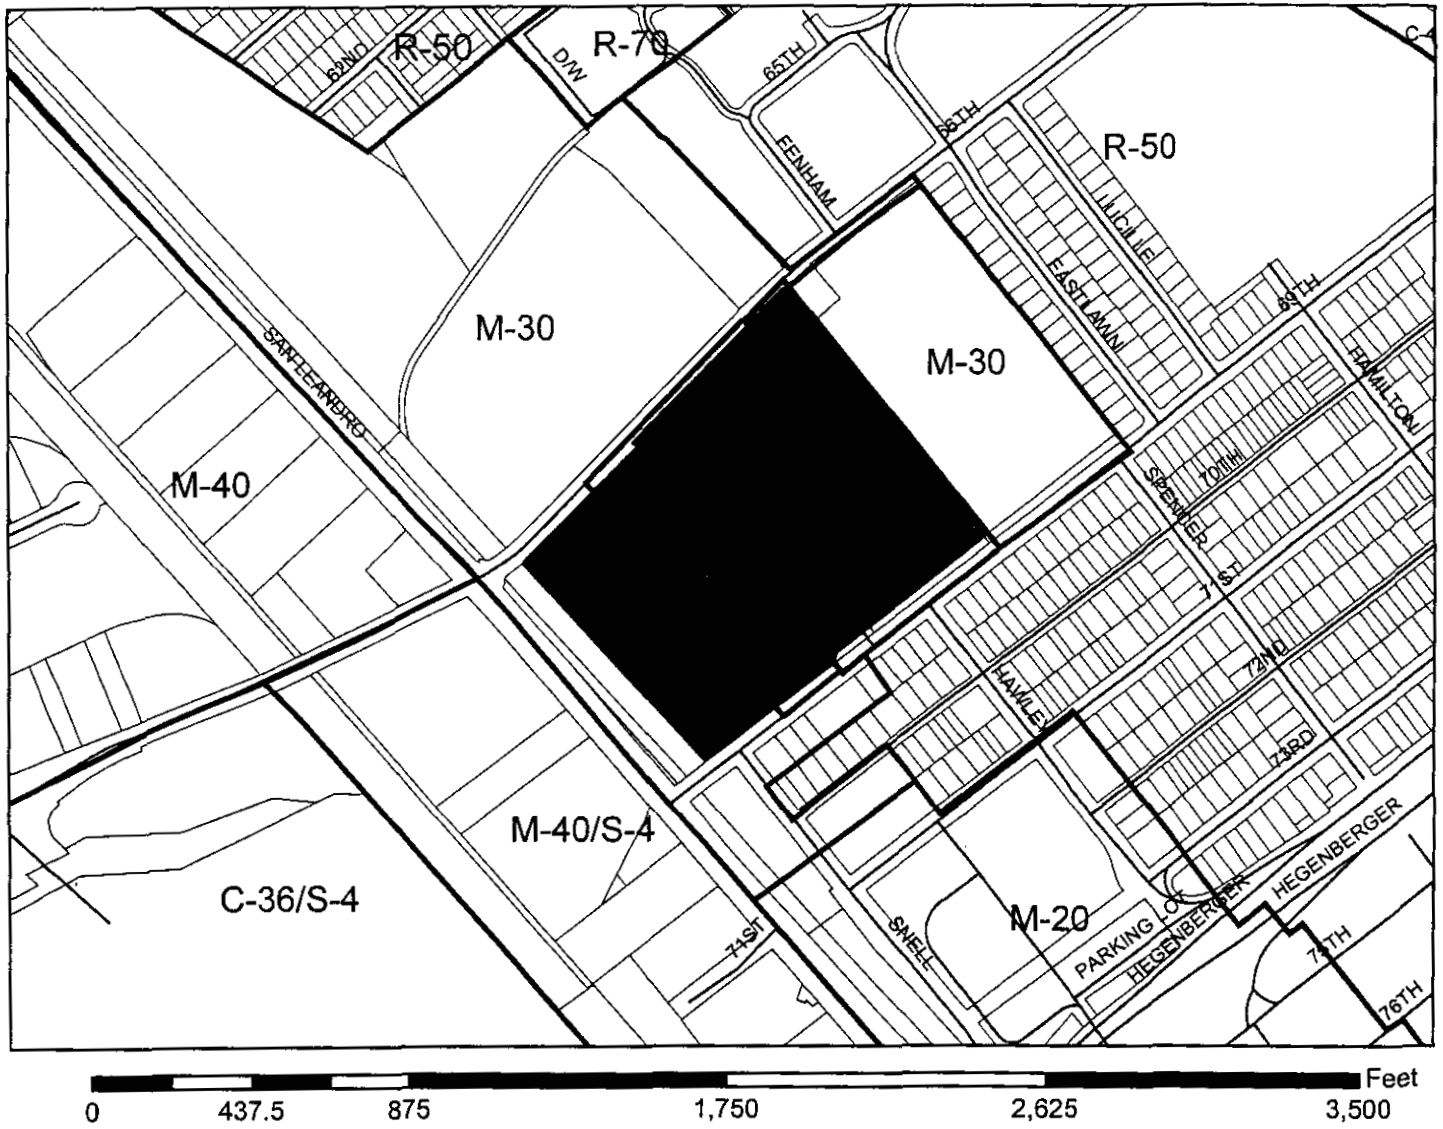 R-50
R-70
62ND
D/W
65TH
66TH
R-50
FENHAM
LUCILLE
EASTLAWN
69TH
HAMILTON
M-30
SAN LEANDRO
M-30
M-40
70TH
SPENCER
71ST
72ND
HAWLEY
73RD
M-40/S-4
HEGENBERGER
C-36/S-4
HEGENBERGER
M-20
PARKING LOT
SNELL
71ST
75TH
76TH
Feet
0 437.5 875 1,750 2,625 3,500